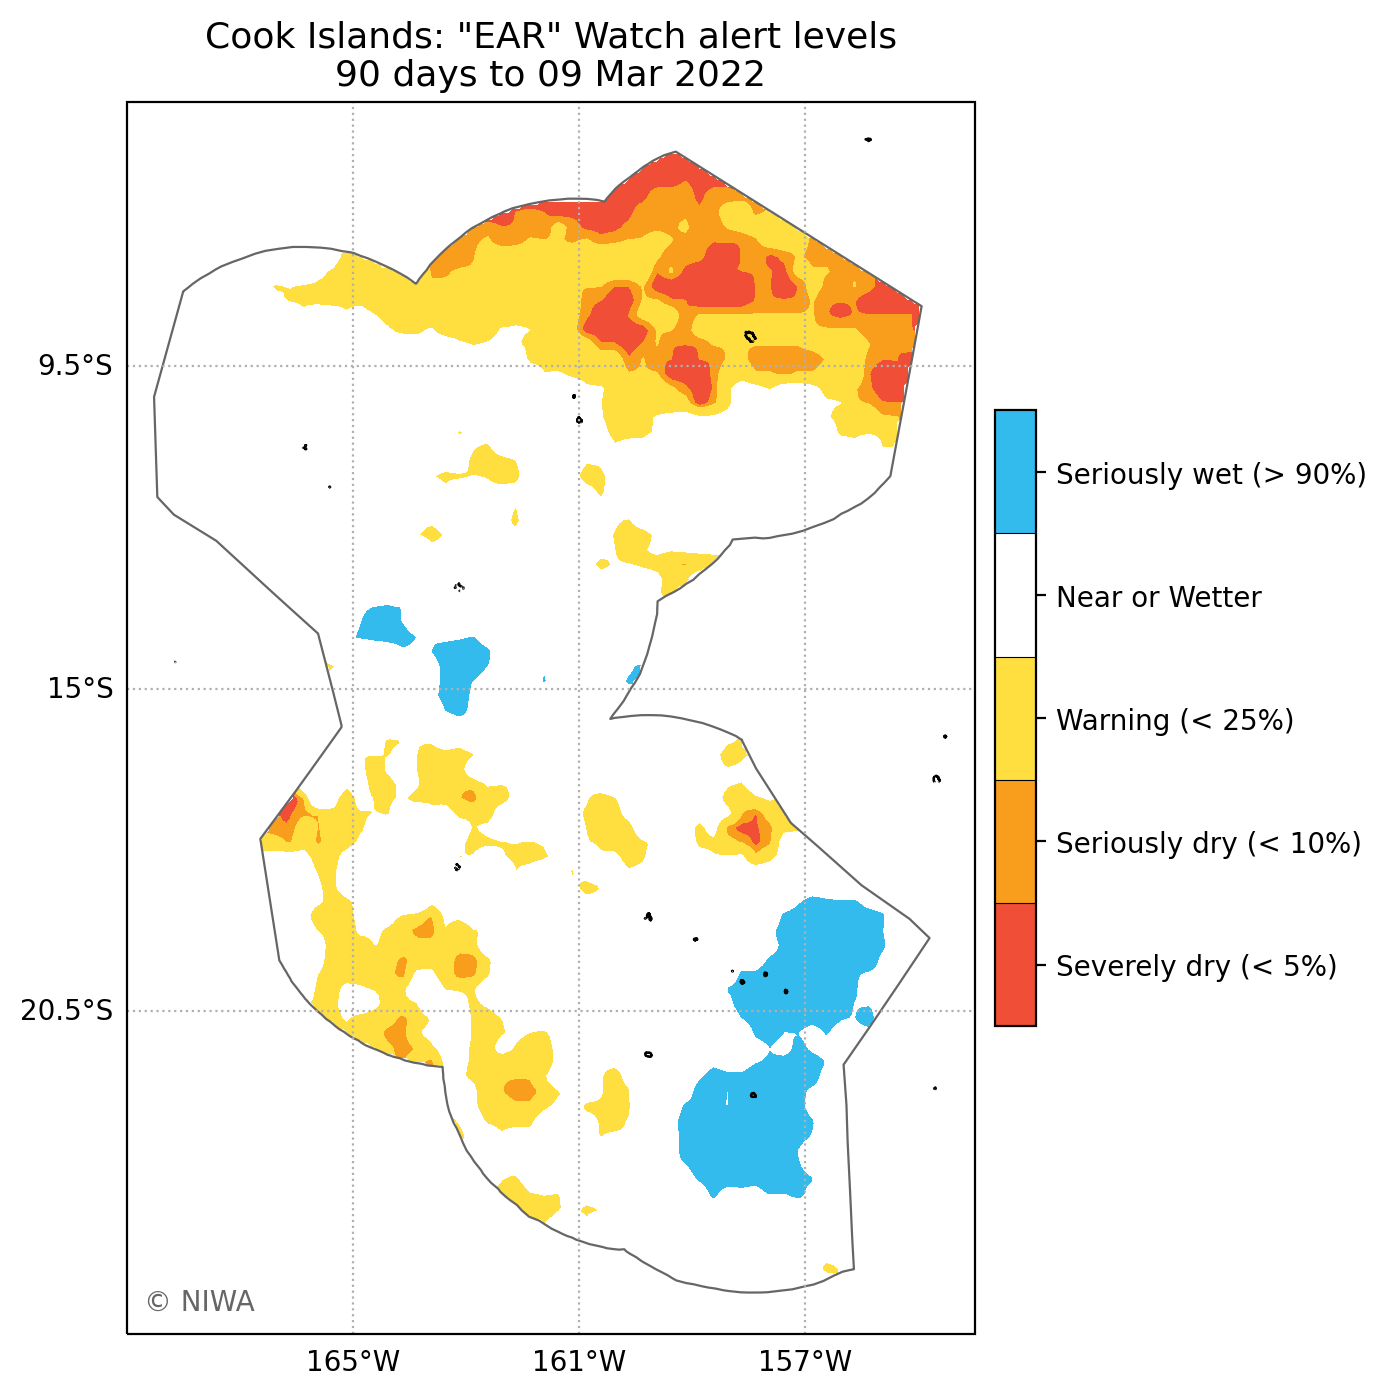 Cook Islands: "EAR" Watch alert levels
90 days to 09 Mar 2022
9.5°S
15°S
20.5°S
165°W
161°W
157°W
Seriously wet (> 90%)
Near or Wetter
Warning (< 25%)
Seriously dry (< 10%)
Severely dry (< 5%)
© NIWA